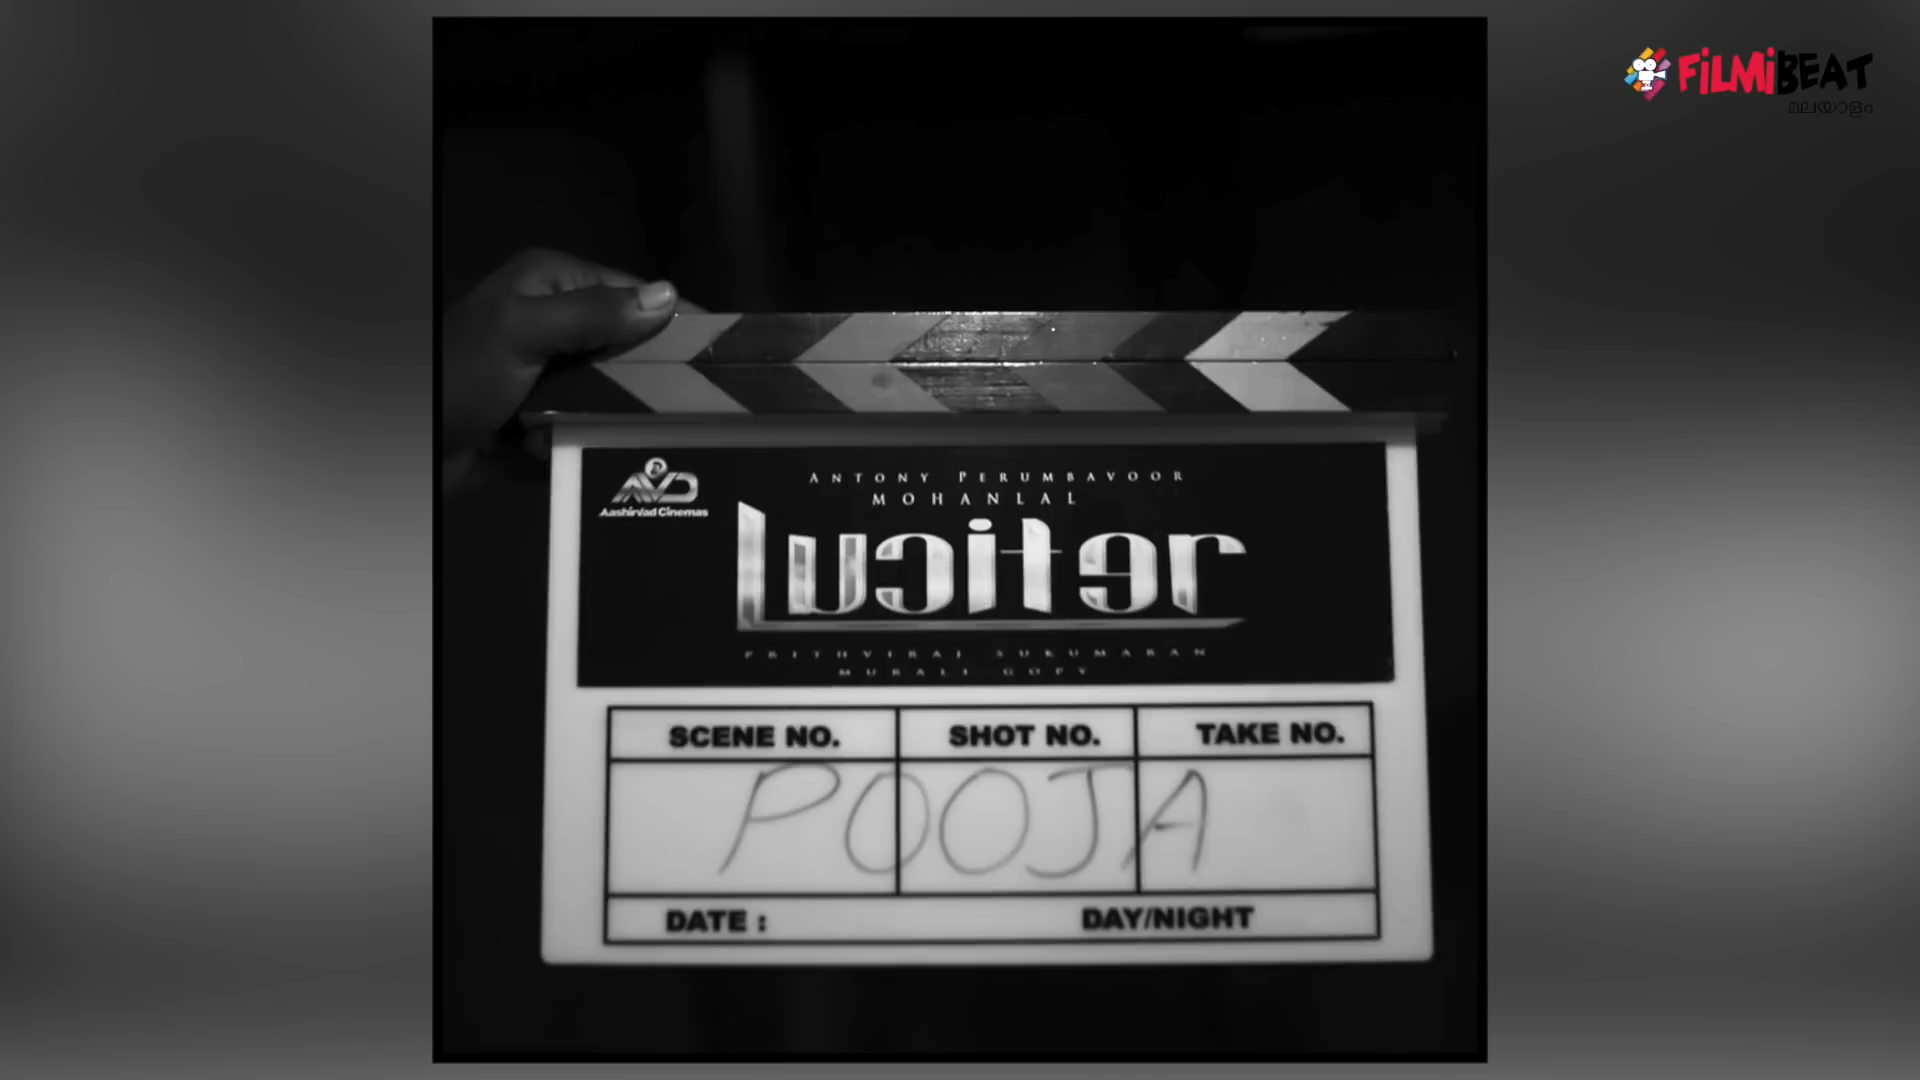 FiLMiBEAT
മലയാളം
Aashirvad Cinemas
ANTONY PERUMBAVOOR
MOHANLAL
lucifer
PRITHVIRAJ SUKUMARAN
MURALI GOPY
SCENE NO. SHOT NO. TAKE NO.
POOJA
DATE : DAY/NIGHT